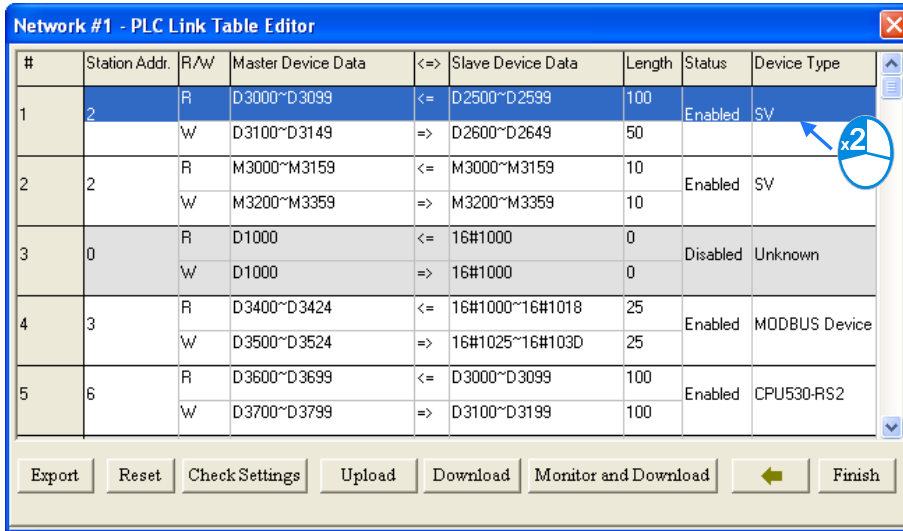 Network #1 - PLC Link Table Editor
# Station Addr. R/W Master Device Data <=> Slave Device Data Length Status Device Type
1 2 R D3000~D3099 <= D2500~D2599 100 Enabled SV
W D3100~D3149 => D2600~D2649 50
x2
2 2 R M3000~M3159 <= M3000~M3159 10 Enabled SV
W M3200~M3359 => M3200~M3359 10
3 0 R D1000 <= 16#1000 0 Disabled Unknown
W D1000 => 16#1000 0
4 3 R D3400~D3424 <= 16#1000~16#1018 25 Enabled MODBUS Device
W D3500~D3524 => 16#1025~16#103D 25
5 6 R D3600~D3699 <= D3000~D3099 100 Enabled CPU530-RS2
W D3700~D3799 => D3100~D3199 100
Export Reset Check Settings Upload Download Monitor and Download Finish